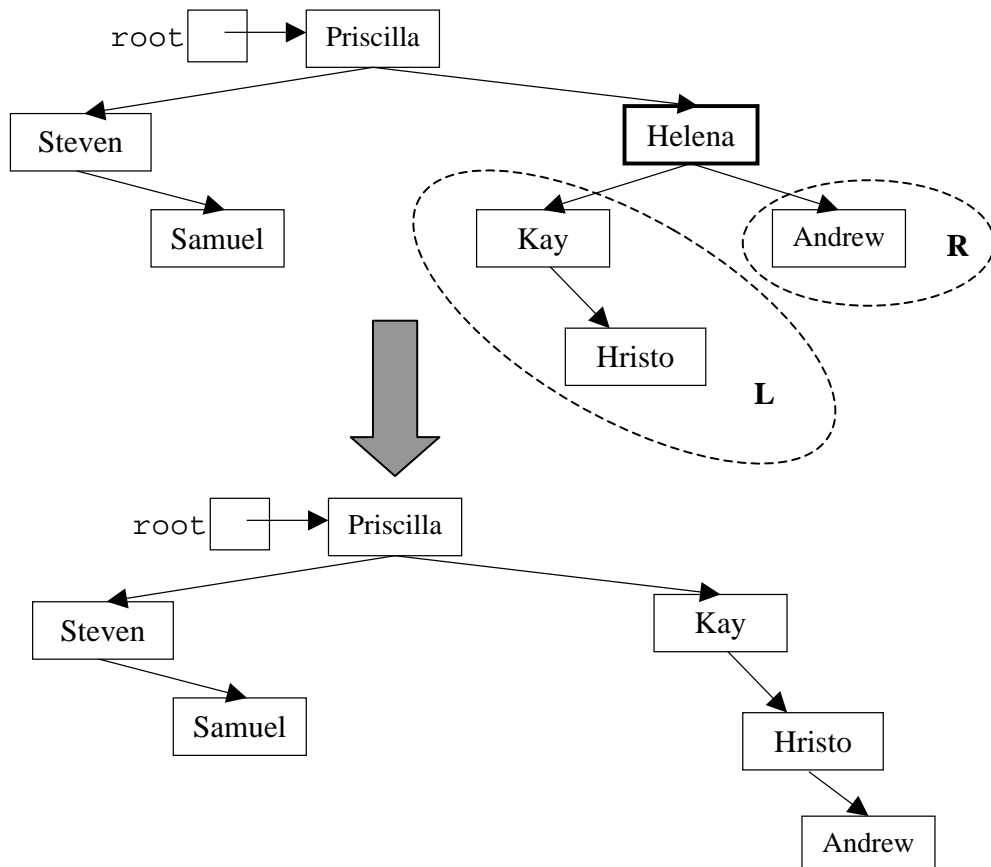 root
Priscilla
Steven
Helena
Samuel
Kay
Andrew
R
Hristo
L
root
Priscilla
Steven
Kay
Samuel
Hristo
Andrew